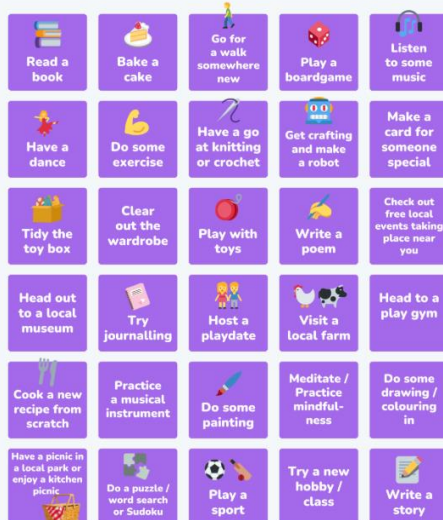 Read a
book
Bake a
cake
Go for
a walk
somewhere
new
Play a
boardgame
Listen
to some
music
Have a
dance
Do some
exercise
Have a go
at knitting
or crochet
Get crafting
and make
a robot
Make a
card for
someone
special
Tidy the
toy box
Clear
out the
wardrobe
Play with
toys
Write a
poem
Check out
free local
events taking
place near
you
Head out
to a local
museum
Try
journalling
Host a
playdate
Visit a
local farm
Head to a
play gym
Cook a new
recipe from
scratch
Practice
a musical
instrument
Do some
painting
Meditate /
Practice
mindful-
ness
Do some
drawing /
colouring
in
Have a picnic in
a local park or
enjoy a kitchen
picnic
Do a puzzle /
word search
or Sudoku
Play a
sport
Try a new
hobby /
class
Write a
story